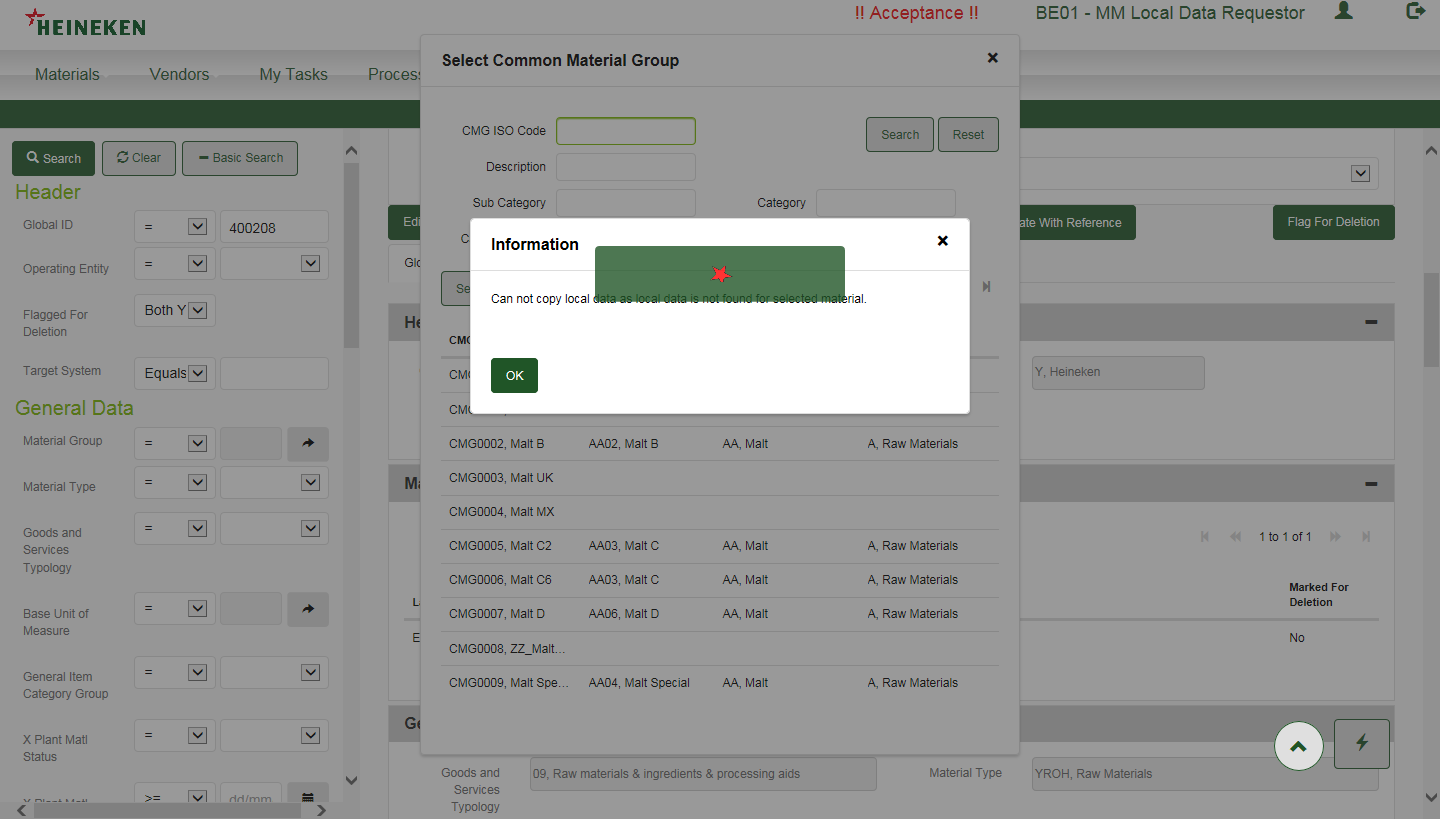 HEINEKEN
!! Acceptance !!
BE01 - MM Local Data Requestor
Materials
Vendors
My Tasks
Process
Select Common Material Group
CMG ISO Code
Search
Reset
Description
Sub Category
Category
Search
Clear
Basic Search
Header
Global ID
=
400208
Operating Entity
=
Flagged For
Deletion
Both Y
Target System
Equals
General Data
Material Group
=
Material Type
=
Goods and
Services
Typology
=
Base Unit of
Measure
=
General Item
Category Group
=
X Plant Matl
Status
=
X Plant Matl
>=
dd/mm
Information
Can not copy local data as local data is not found for selected material.
OK
CMG0002, Malt B
AA02, Malt B
AA, Malt
A, Raw Materials
CMG0003, Malt UK
CMG0004, Malt MX
CMG0005, Malt C2
AA03, Malt C
AA, Malt
A, Raw Materials
CMG0006, Malt C6
AA03, Malt C
AA, Malt
A, Raw Materials
CMG0007, Malt D
AA06, Malt D
AA, Malt
A, Raw Materials
CMG0008, ZZ_Malt...
CMG0009, Malt Spe...
AA04, Malt Special
AA, Malt
A, Raw Materials
ate With Reference
Flag For Deletion
Y, Heineken
1 to 1 of 1
Marked For
Deletion
No
Goods and
Services
Typology
09, Raw materials & ingredients & processing aids
Material Type
YROH, Raw Materials